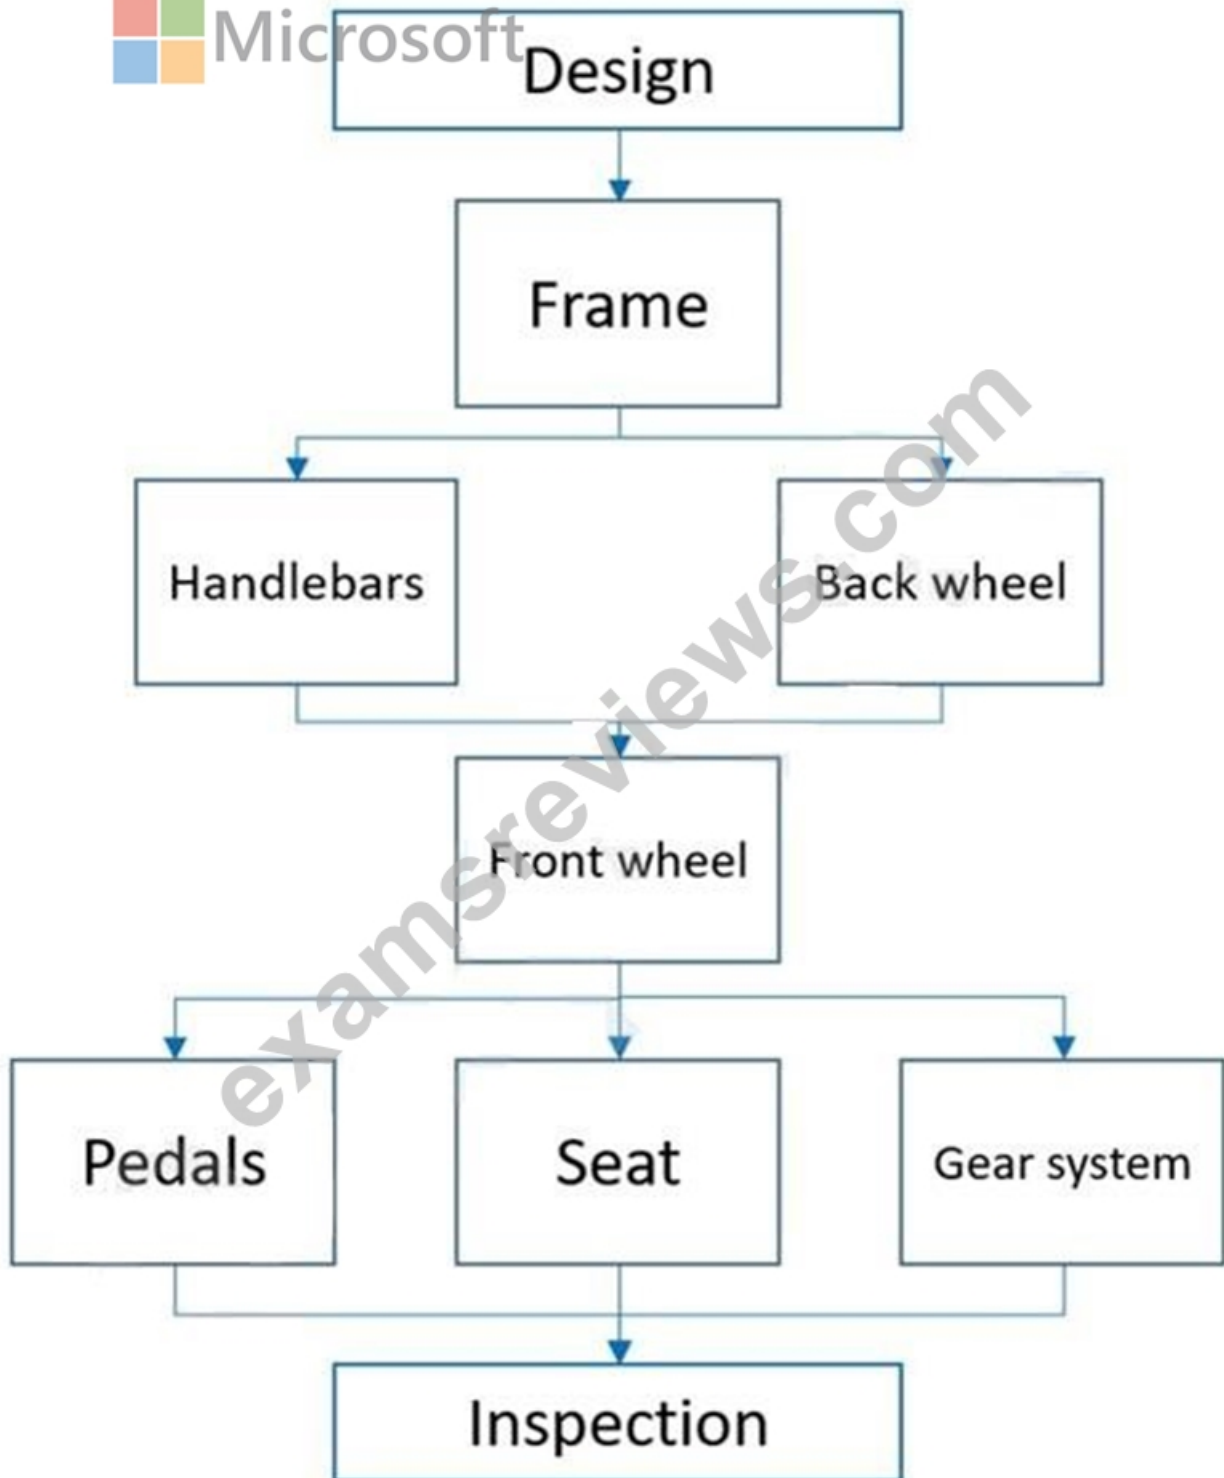 Microsoft
Design
Frame
Handlebars
Back wheel
Front wheel
Pedals
Seat
Gear system
Inspection
examsreviews.com